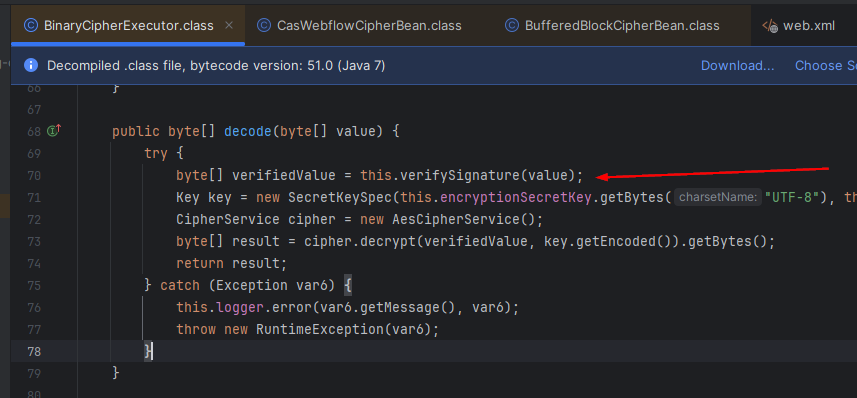 BinaryCipherExecutor.class × CasWebflowCipherBean.class BufferedBlockCipherBean.class web.xml
Decompiled .class file, bytecode version: 51.0 (Java 7) Download... Choose So
66 }
67
68 public byte[] decode(byte[] value) {
69 try {
70 byte[] verifiedValue = this.verifySignature(value);
71 Key key = new SecretKeySpec(this.encryptionSecretKey.getBytes( charsetName: "UTF-8"), th
72 CipherService cipher = new AesCipherService();
73 byte[] result = cipher.decrypt(verifiedValue, key.getEncoded()).getBytes();
74 return result;
75 } catch (Exception var6) {
76 this.logger.error(var6.getMessage(), var6);
77 throw new RuntimeException(var6);
78 }
79 }
80